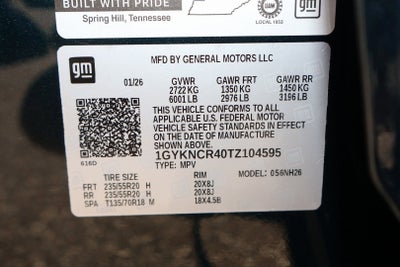 BUILT WITH PRIDE
Spring Hill, Tennessee
LOCAL 1853
gm
gm
MFD BY GENERAL MOTORS LLC
01/26 GVWR GAWR FRT GAWR RR
2722 KG 1350 KG 1450 KG
6001 LB 2976 LB 3196 LB
THIS VEHICLE CONFORMS TO ALL
APPLICABLE U.S. FEDERAL MOTOR
VEHICLE SAFETY STANDARDS IN EFFECT
ON THE DATE OF MANUFACTURE
SHOWN ABOVE.
1GYKNCR40TZ104595
616D TYPE: MPV
TIRE SIZE RIM MODEL: 056NH26
FRT 235/55R20 H 20X8J
RR 235/55R20 H 20X8J
SPA T135/70R18 M 18X4.5B